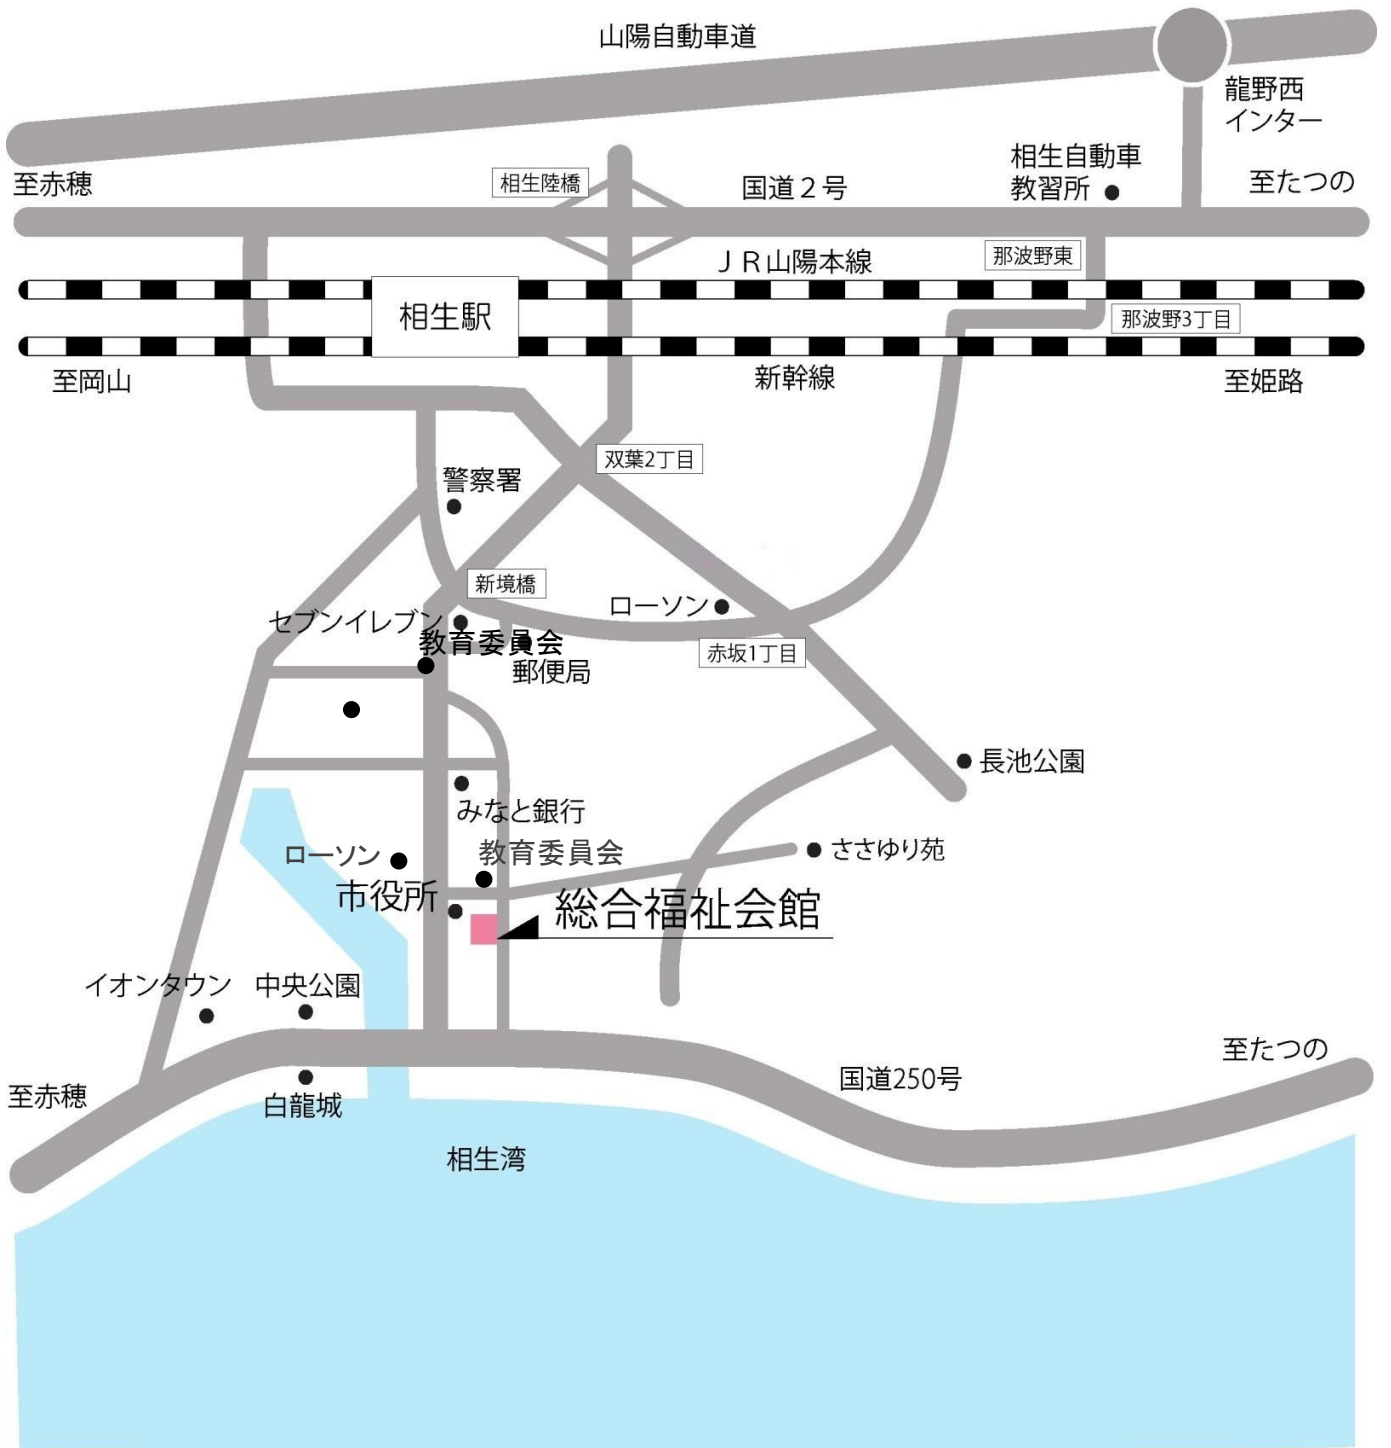 山陽自動車道
龍野西
インター
至赤穂
相生陸橋
国道２号
相生自動車
教習所
至たつの
那波野東
ＪＲ山陽本線
相生駅
那波野3丁目
至岡山
新幹線
至姫路
双葉2丁目
警察署
新境橋
ローソン
セブンイレブン
教育委員会
郵便局
赤坂1丁目
長池公園
みなと銀行
ローソン
教育委員会
ささゆり苑
市役所
総合福祉会館
イオンタウン
中央公園
至たつの
国道250号
至赤穂
白龍城
相生湾